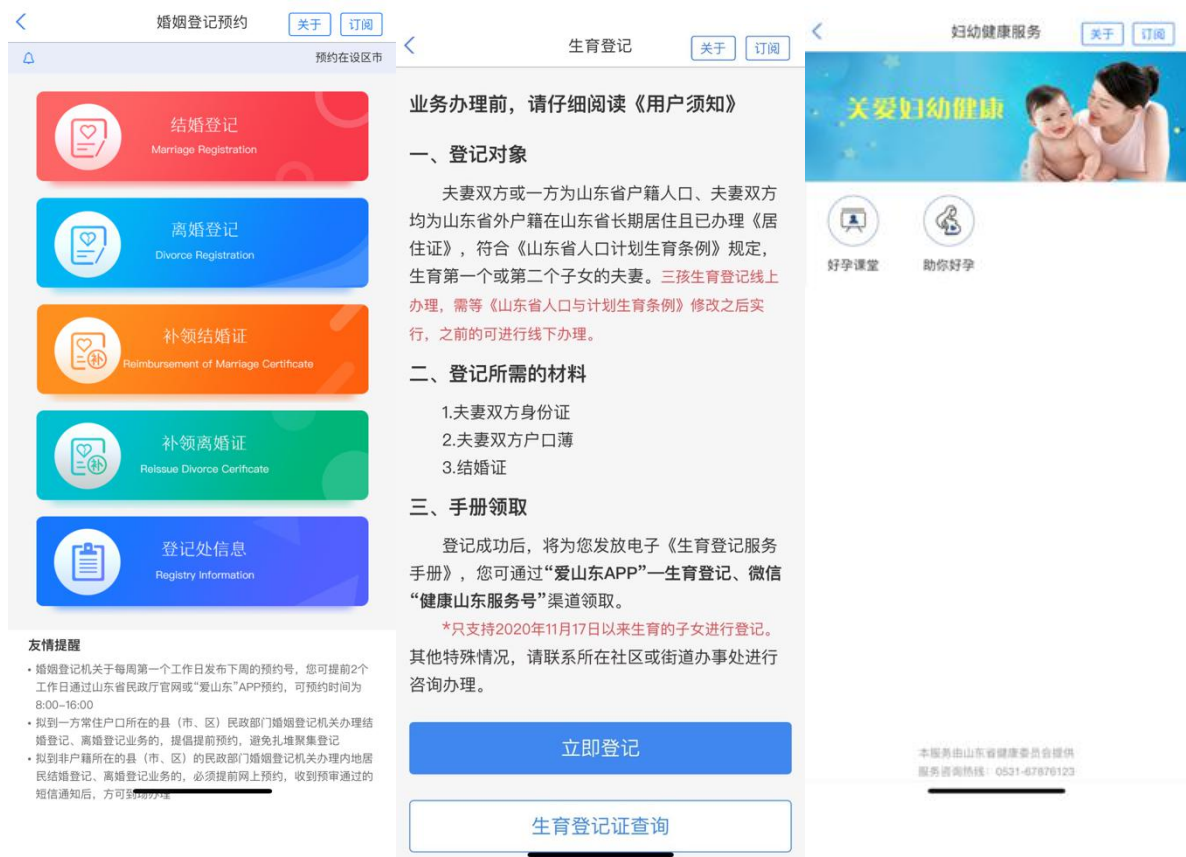 婚姻登记预约
关于
订阅
预约在设区市
结婚登记
Marriage Registration
离婚登记
Divorce Registration
补领结婚证
Reimbursement of Marriage Certificate
补领离婚证
Reissue Divorce Cerifncate
登记处信息
Registry Information
友情提醒
• 婚姻登记机关于每周第一个工作日发布下周的预约号，您可提前2个
工作日通过山东省民政厅官网或“爱山东”APP预约，可预约时间为
8:00-16:00
• 拟到一方常住户口所在的县（市、区）民政部门婚姻登记机关办理结
婚登记、离婚登记业务的，提倡提前预约，避免扎堆聚集登记
• 拟到非户籍所在的县（市、区）的民政部门婚姻登记机关办理内地居
民结婚登记、离婚登记业务的，必须提前网上预约，收到预审通过的
短信通知后，方可到场办理
生育登记
关于
订阅
业务办理前，请仔细阅读《用户须知》
一、登记对象
夫妻双方或一方为山东省户籍人口、夫妻双方
均为山东省外户籍在山东省长期居住且已办理《居
住证》，符合《山东省人口计划生育条例》规定，
生育第一个或第二个子女的夫妻。三孩生育登记线上
办理，需等《山东省人口与计划生育条例》修改之后实
行，之前的可进行线下办理。
二、登记所需的材料
1.夫妻双方身份证
2.夫妻双方户口薄
3.结婚证
三、手册领取
登记成功后，将为您发放电子《生育登记服务
手册》，您可通过“爱山东APP”—生育登记、微信
“健康山东服务号”渠道领取。
*只支持2020年11月17日以来生育的子女进行登记。
其他特殊情况，请联系所在社区或街道办事处进行
咨询办理。
立即登记
生育登记证查询
妇幼健康服务
关于
订阅
关爱妇幼健康
好孕课堂
助你好孕
本服务由山东省健康委员会提供
服务咨询热线：0531-67876123